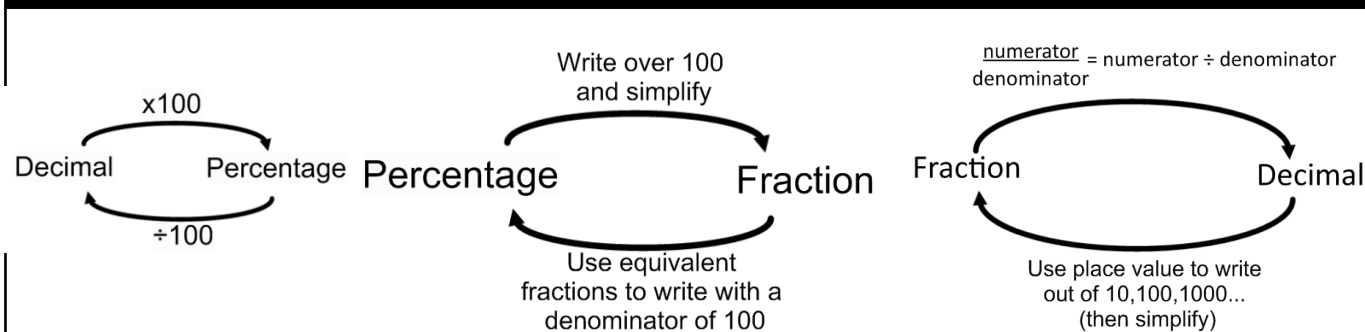 x100
Decimal
Percentage
÷100
Write over 100
and simplify
Percentage
Fraction
Use equivalent
fractions to write with a
denominator of 100
numerator
denominator
= numerator ÷ denominator
Fraction
Decimal
Use place value to write
out of 10,100,1000...
(then simplify)